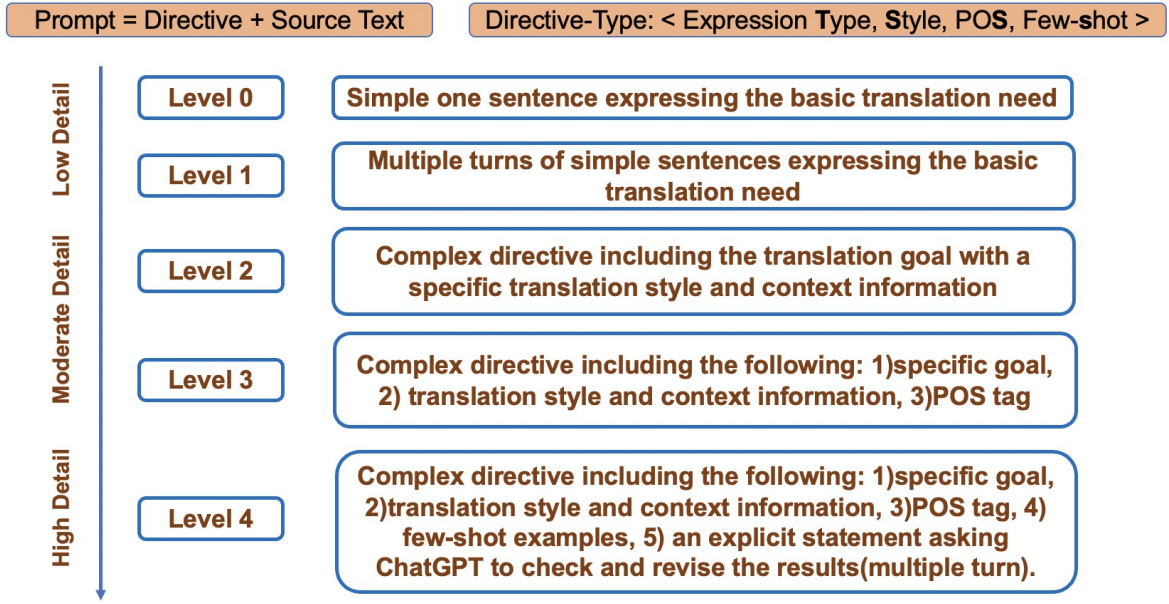 Prompt = Directive + Source Text
Directive-Type: < Expression Type, Style, POS, Few-shot >
Low Detail
Level 0
Simple one sentence expressing the basic translation need
Level 1
Multiple turns of simple sentences expressing the basic
translation need
Moderate Detail
Level 2
Complex directive including the translation goal with a
specific translation style and context information
Level 3
Complex directive including the following: 1)specific goal,
2) translation style and context information, 3)POS tag
High Detail
Level 4
Complex directive including the following: 1)specific goal,
2)translation style and context information, 3)POS tag, 4)
few-shot examples, 5) an explicit statement asking
ChatGPT to check and revise the results(multiple turn).